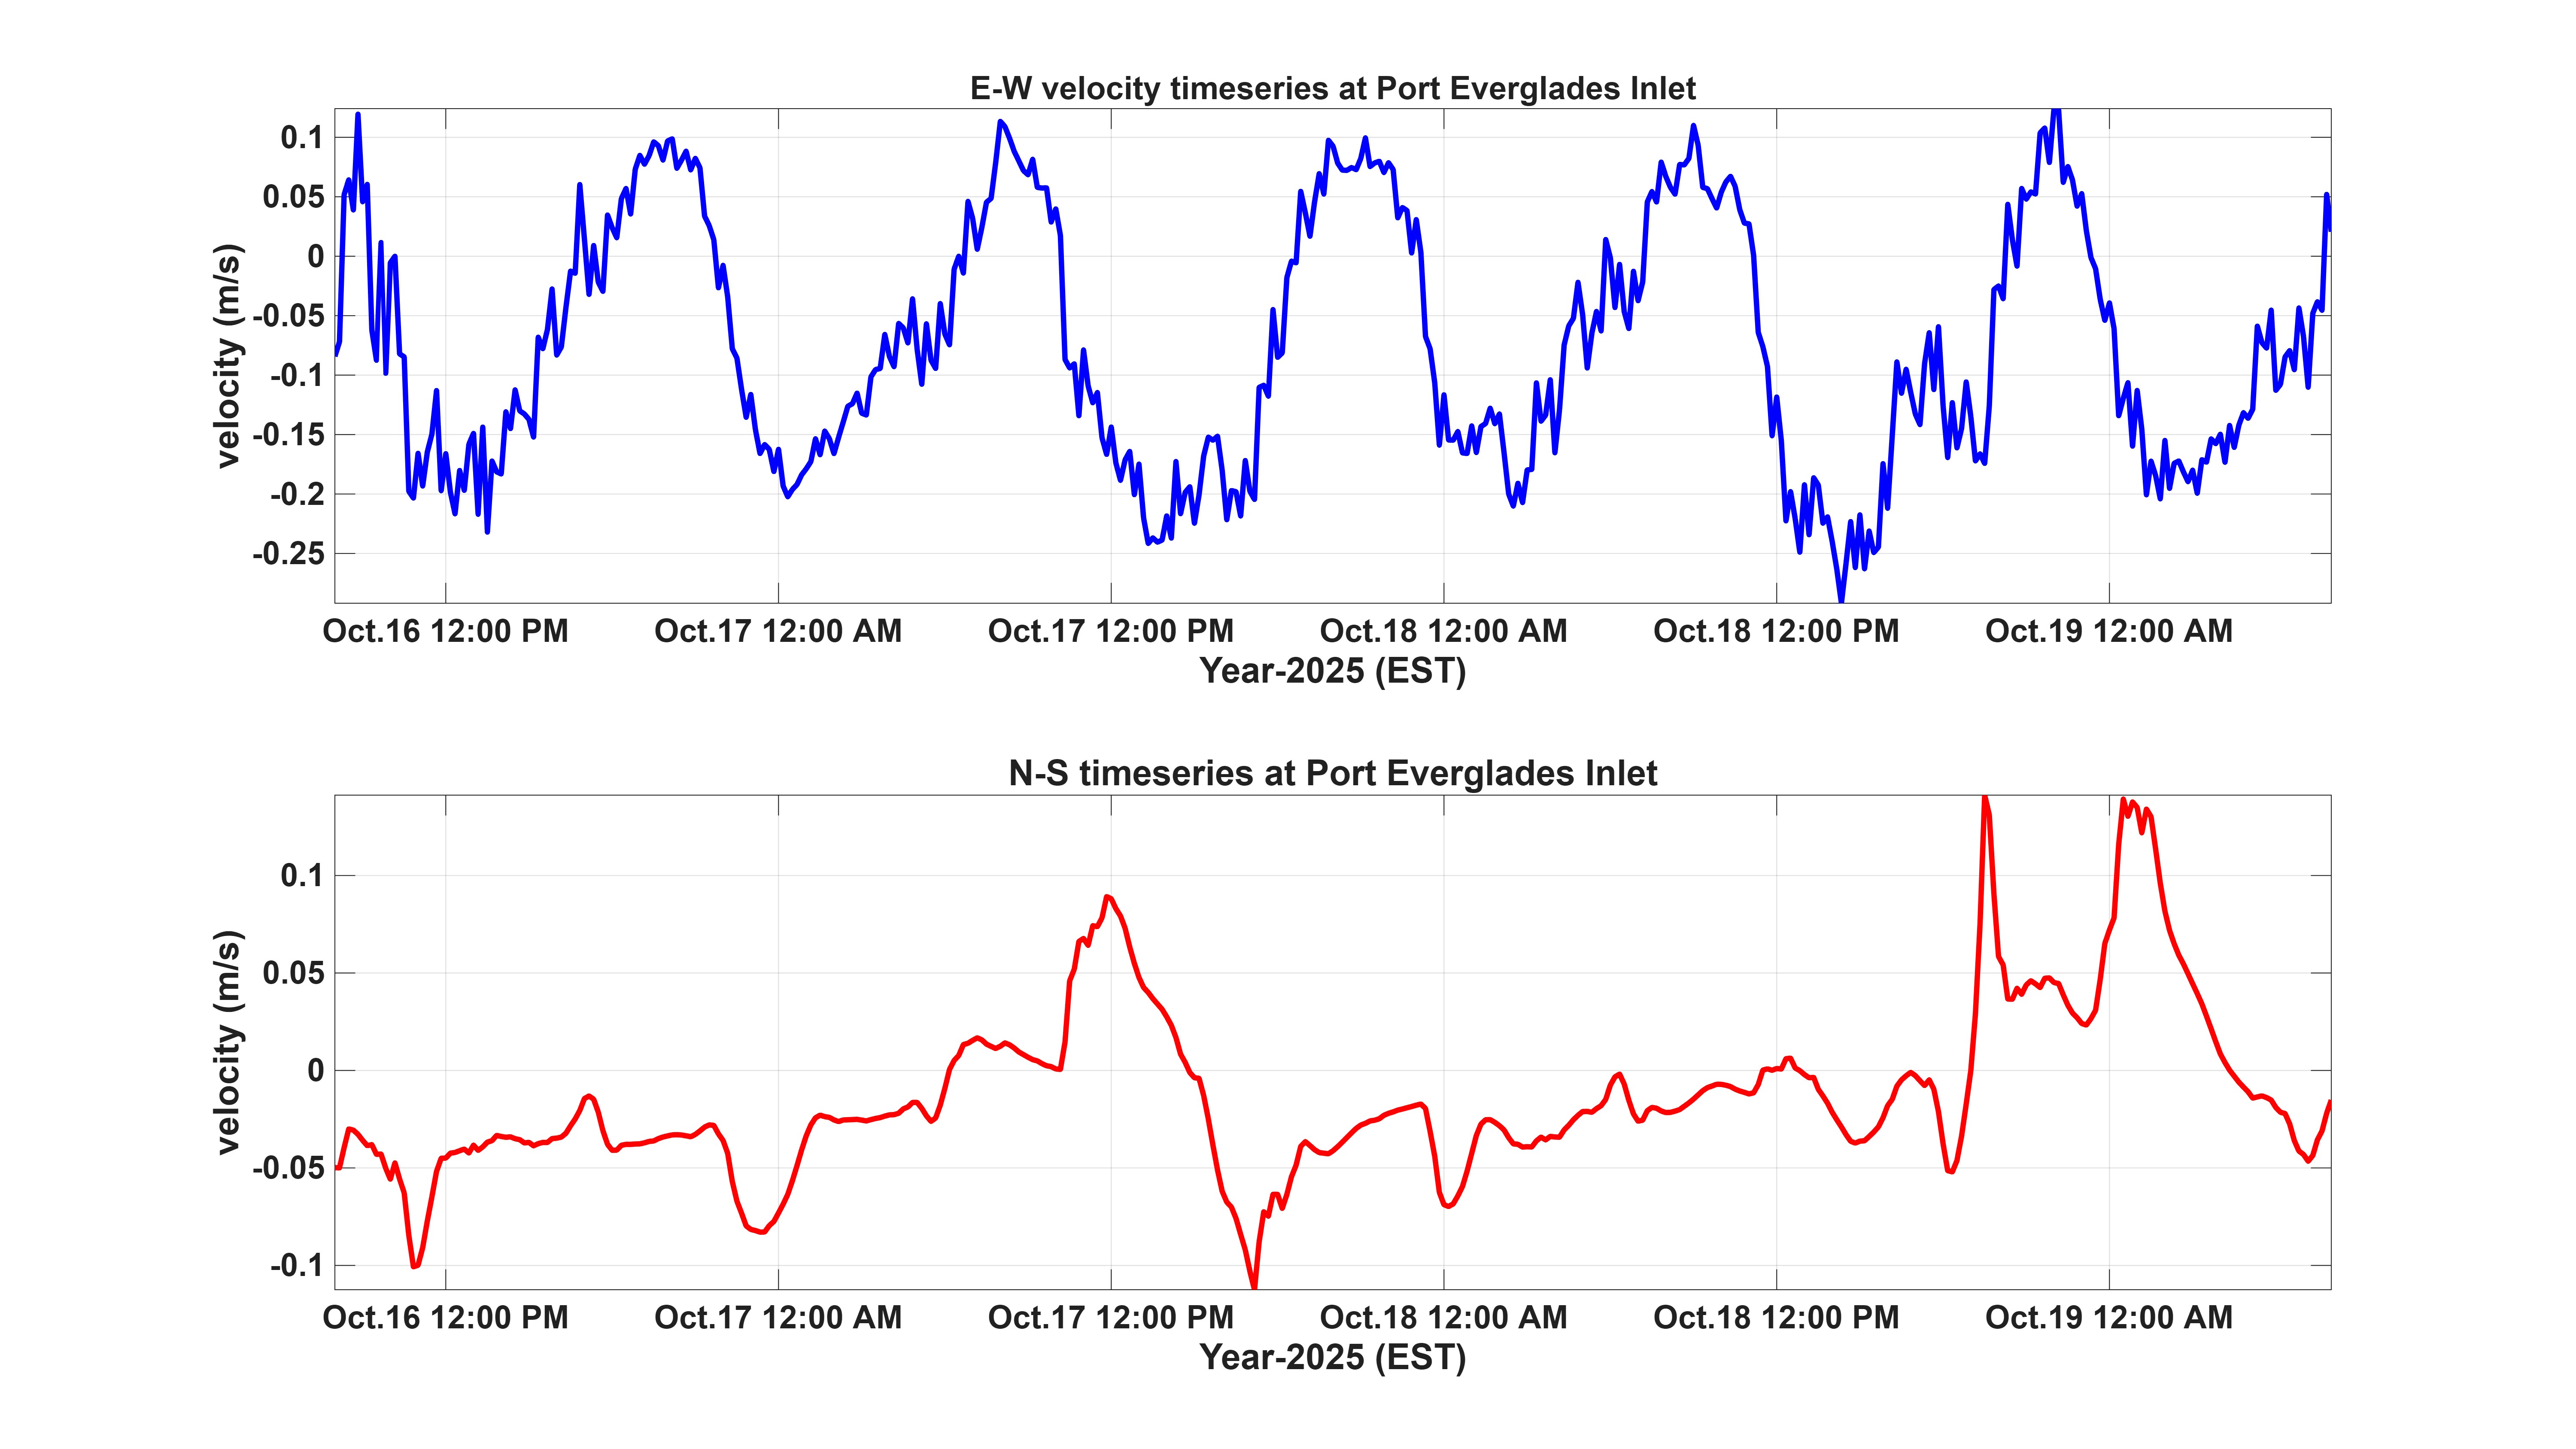 E-W velocity timeseries at Port Everglades Inlet
0.1
0.05
0
-0.05
-0.1
-0.15
-0.2
-0.25
velocity (m/s)
Oct.16 12:00 PM Oct.17 12:00 AM Oct.17 12:00 PM Oct.18 12:00 AM Oct.18 12:00 PM Oct.19 12:00 AM
Year-2025 (EST)
N-S timeseries at Port Everglades Inlet
0.1
0.05
0
-0.05
-0.1
velocity (m/s)
Oct.16 12:00 PM Oct.17 12:00 AM Oct.17 12:00 PM Oct.18 12:00 AM Oct.18 12:00 PM Oct.19 12:00 AM
Year-2025 (EST)